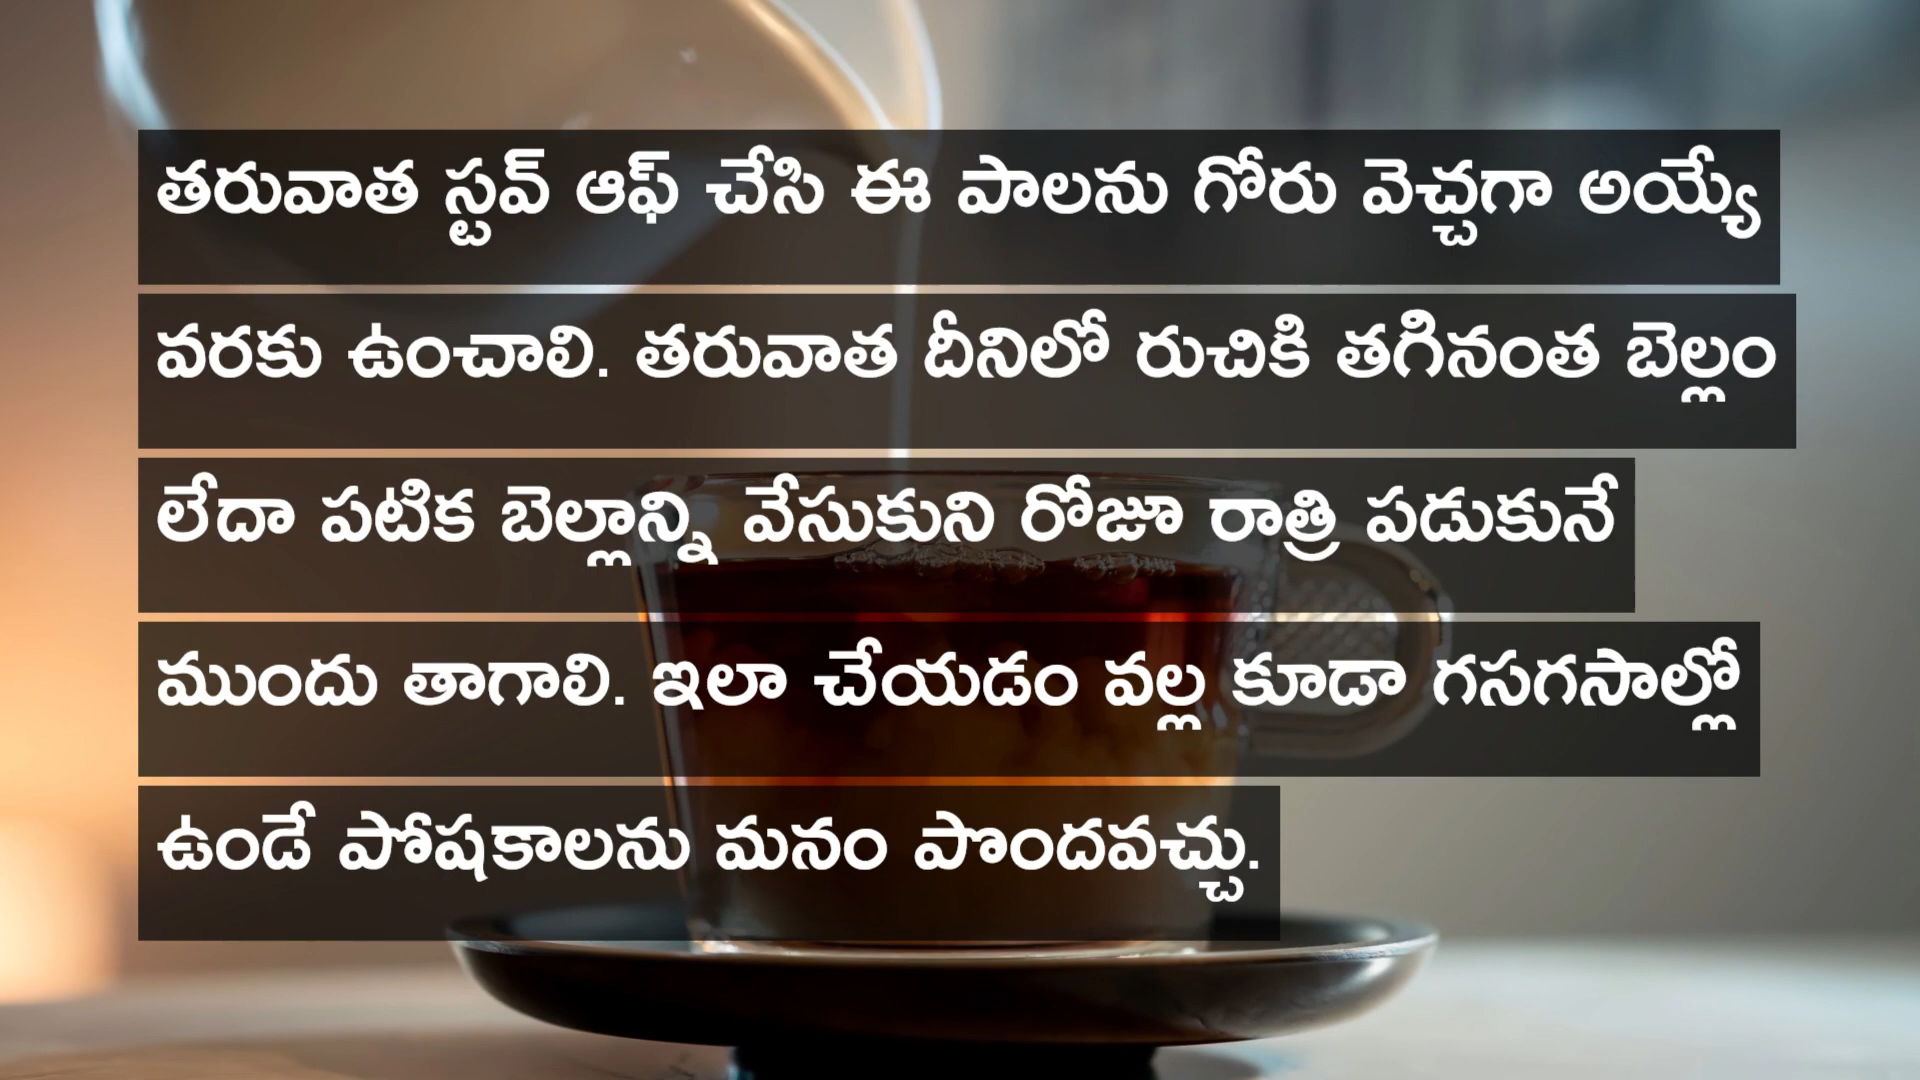 తరువాత స్టవ్ ఆఫ్ చేసి ఈ పాలను గోరు వెచ్చగా అయ్యే
వరకు ఉంచాలి. తరువాత దీనిలో రుచికి తగినంత బెల్లం
లేదా పటిక బెల్లాన్ని వేసుకుని రోజూ రాత్రి పడుకునే
ముందు తాగాలి. ఇలా చేయడం వల్ల కూడా గసగసాల్లో
ఉండే పోషకాలను మనం పొందవచ్చు.